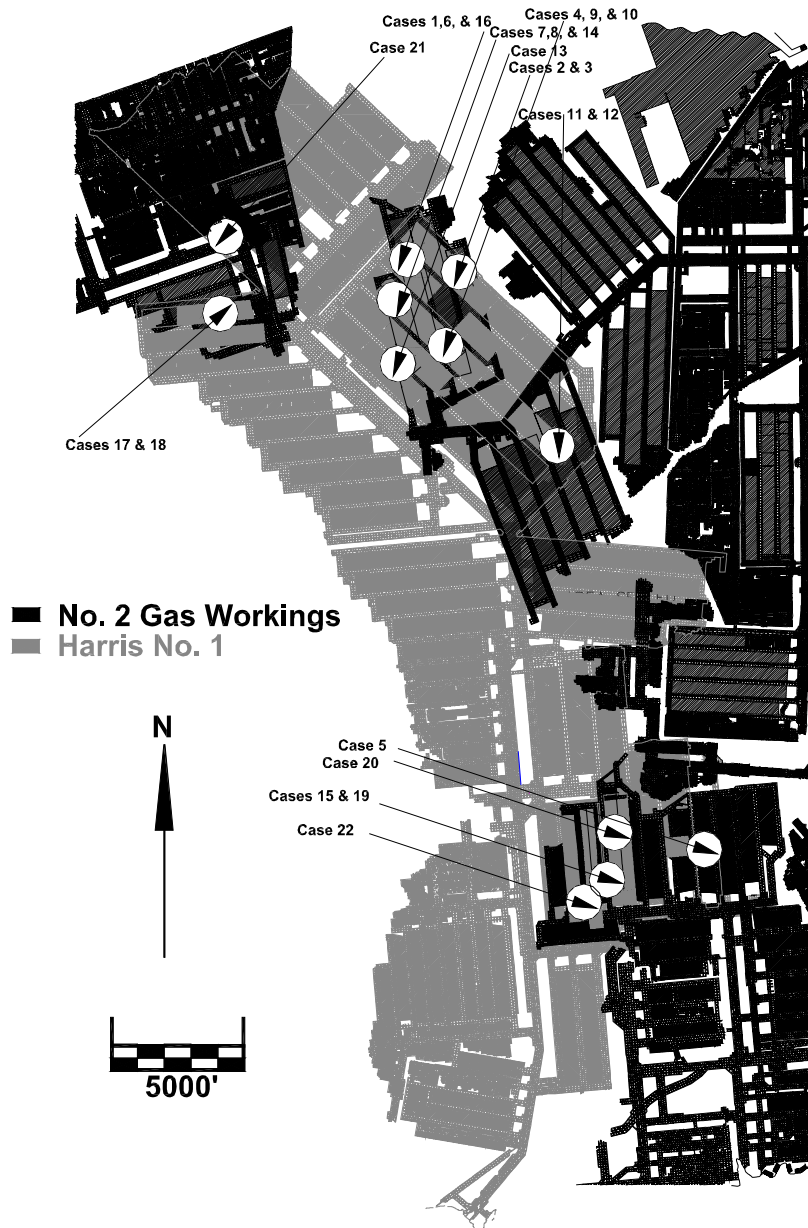 Cases 1,6, & 16
Cases 4, 9, & 10
Cases 7,8, & 14
Case 21
Case 13
Cases 2 & 3
Cases 11 & 12
Cases 17 & 18
No. 2 Gas Workings
Harris No. 1
N
Case 5
Case 20
Cases 15 & 19
Case 22
5000'